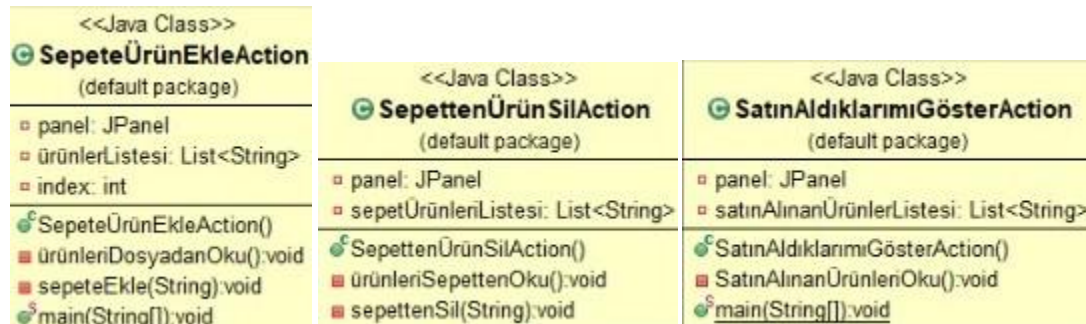 <<Java Class>>
SepeteÜrünEkleAction
(default package)
panel: JPanel
ürünlerListesi: List<String>
index: int
SepeteÜrünEkleAction()
ürünleriDosyadanOku():void
sepeteEkle(String):void
main(String[]):void
<<Java Class>>
SepettenÜrünSilAction
(default package)
panel: JPanel
sepetÜrünleriListesi: List<String>
SepettenÜrünSilAction()
ürünleriSepettenOku():void
sepettenSil(String):void
<<Java Class>>
SatınAldıklarımıGösterAction
(default package)
panel: JPanel
satınAlınanÜrünlerListesi: List<String>
SatınAldıklarımıGösterAction()
SatınAlınanÜrünleriOku():void
main(String[]):void